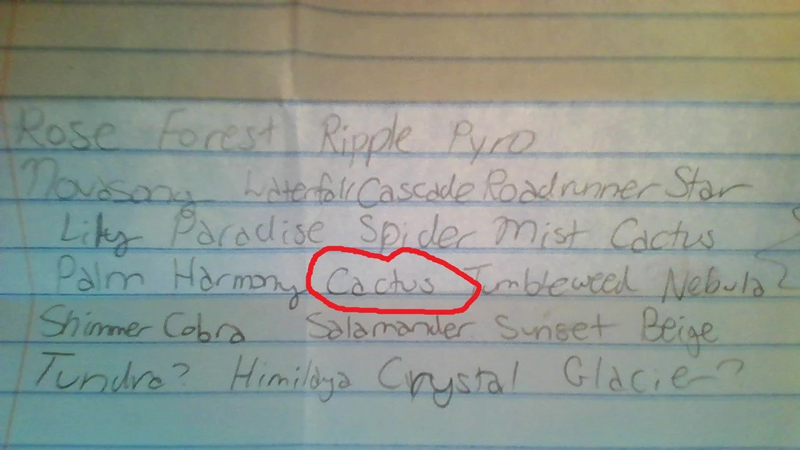 Rose Forest Ripple Pyro
Novasong Waterfall Cascade Roadrunner Star
Lily Paradise Spider Mist Cactus
Palm Harmony Cactus Tumbleweed Nebula
Shimmer Cobra Salamander Sunset Beige
Tundra? Himilaya Crystal Glacier?